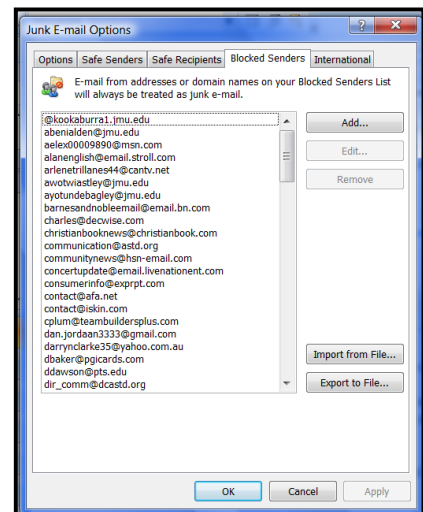 Junk E-mail Options
Options Safe Senders Safe Recipients Blocked Senders International
E-mail from addresses or domain names on your Blocked Senders List
will always be treated as junk e-mail.
@kookaburra1.jmu.edu
abenialden@jmu.edu
aelex00009890@msn.com
alanenglish@email.stroll.com
arlenetrillanes44@cantv.net
awotwiastley@jmu.edu
ayotundebagley@jmu.edu
barnesandnobleemail@email.bn.com
charles@decwise.com
christianbooknews@christianbook.com
communication@astd.org
communitynews@hsn-email.com
concertupdate@email.livenationent.com
consumerinfo@exprpt.com
contact@afa.net
contact@iskin.com
cplum@teambuildersplus.com
dan.jordaan3333@gmail.com
darrynclarke35@yahoo.com.au
dbaker@pgicards.com
ddawson@pts.edu
dir_comm@dcastd.org
Add...
Edit...
Remove
Import from File...
Export to File...
OK Cancel Apply